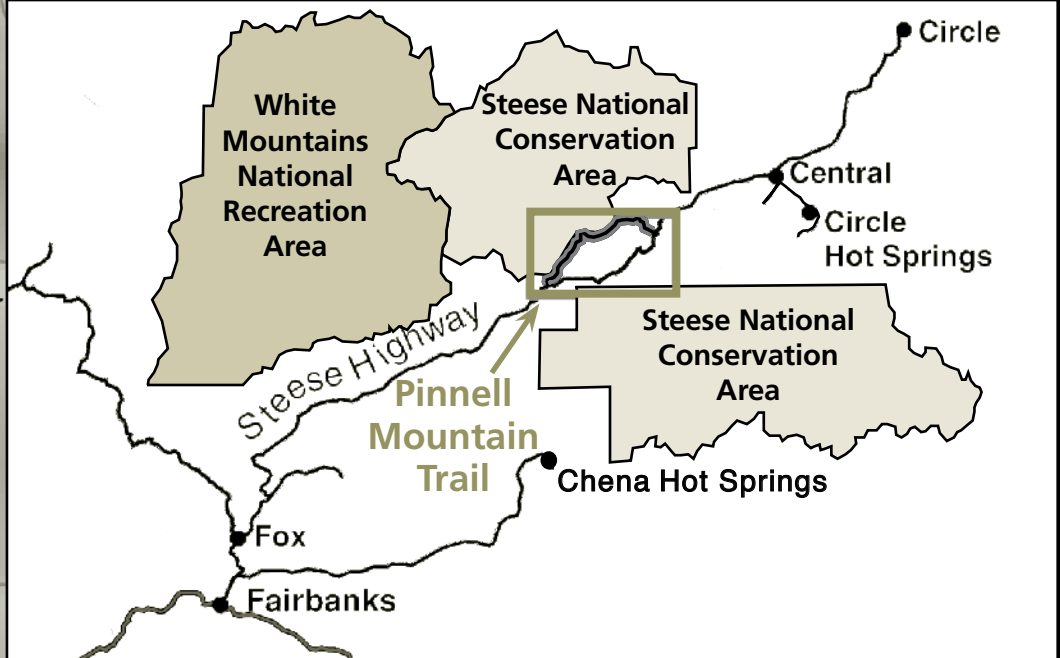 Circle
White
Mountains
National
Recreation
Area
Steese National
Conservation
Area
Central
Circle
Hot Springs
Steese Highway
Steese National
Conservation
Area
Pinnell
Mountain
Trail
Chena Hot Springs
Fox
Fairbanks